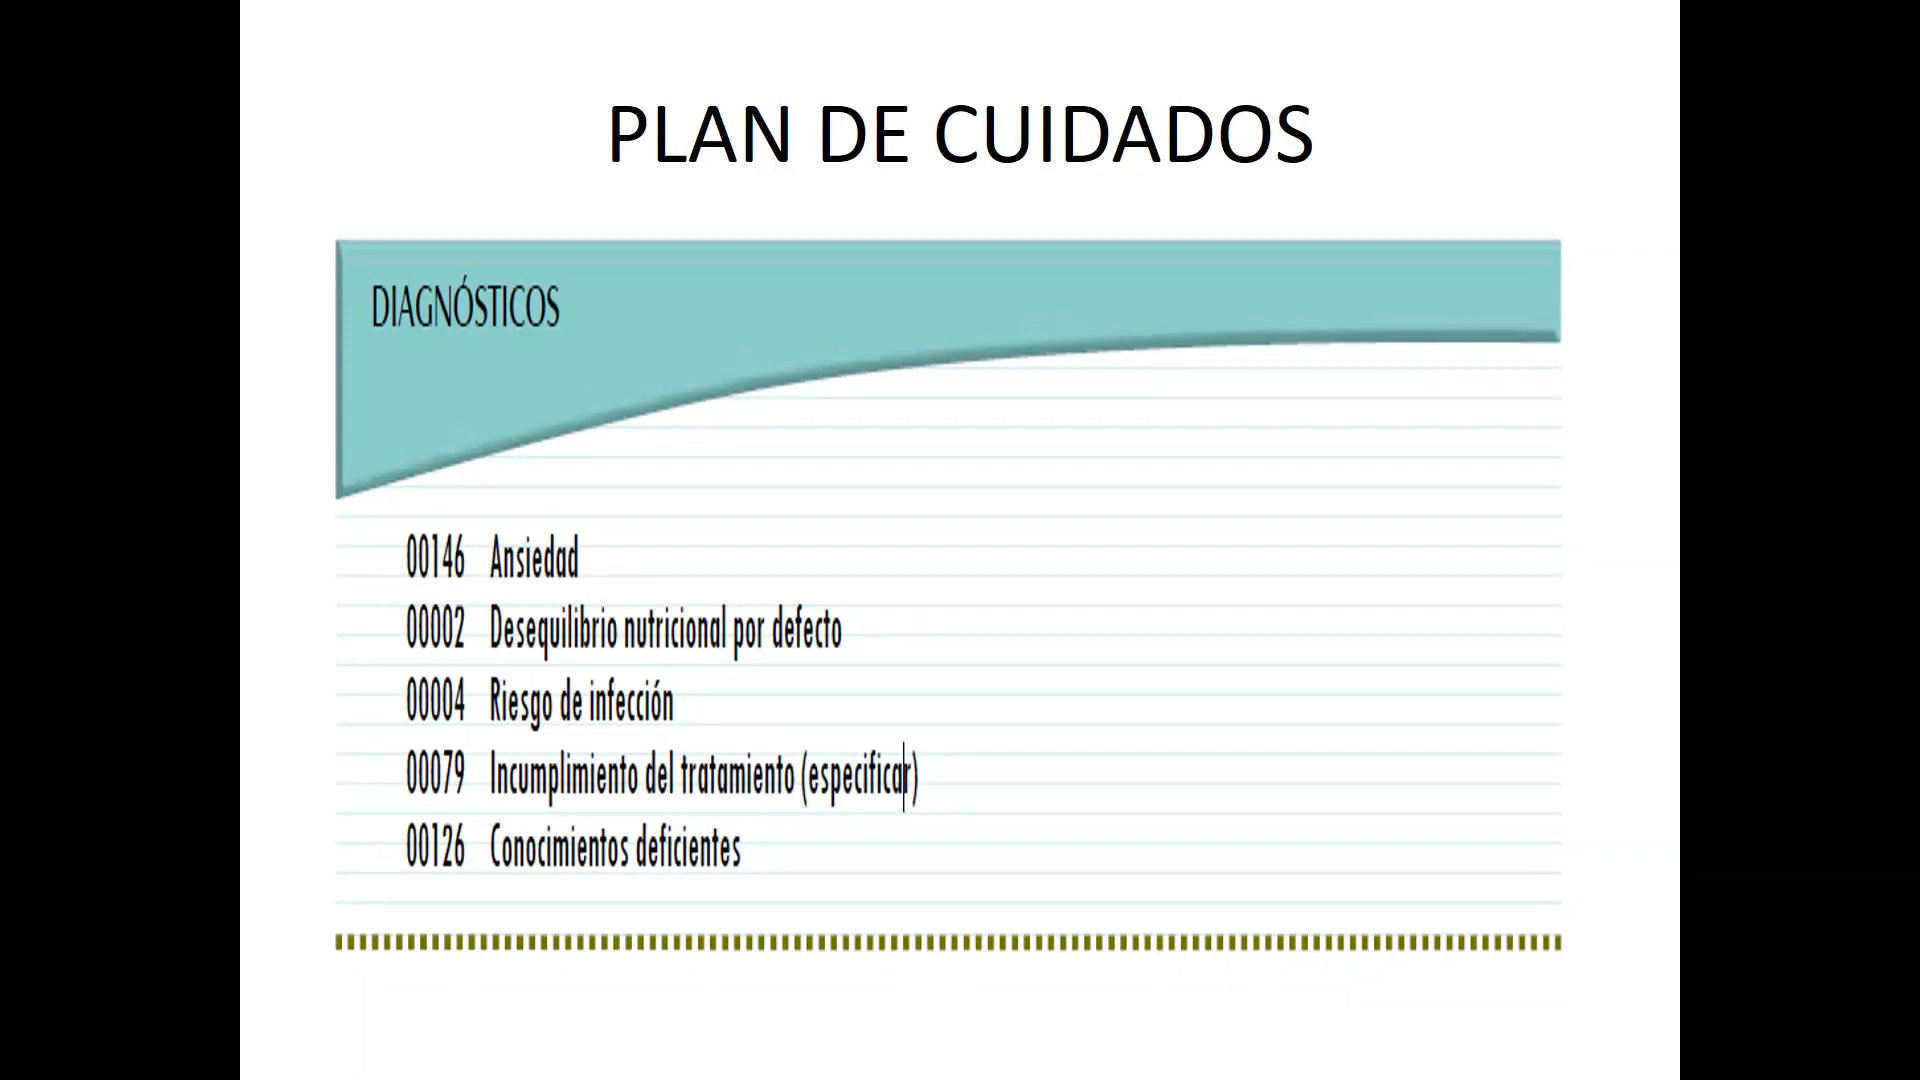 PLAN DE CUIDADOS
DIAGNÓSTICOS
00146 Ansiedad
00002 Desequilibrio nutricional por defecto
00004 Riesgo de infección
00079 Incumplimiento del tratamiento (especificar)
00126 Conocimientos deficientes